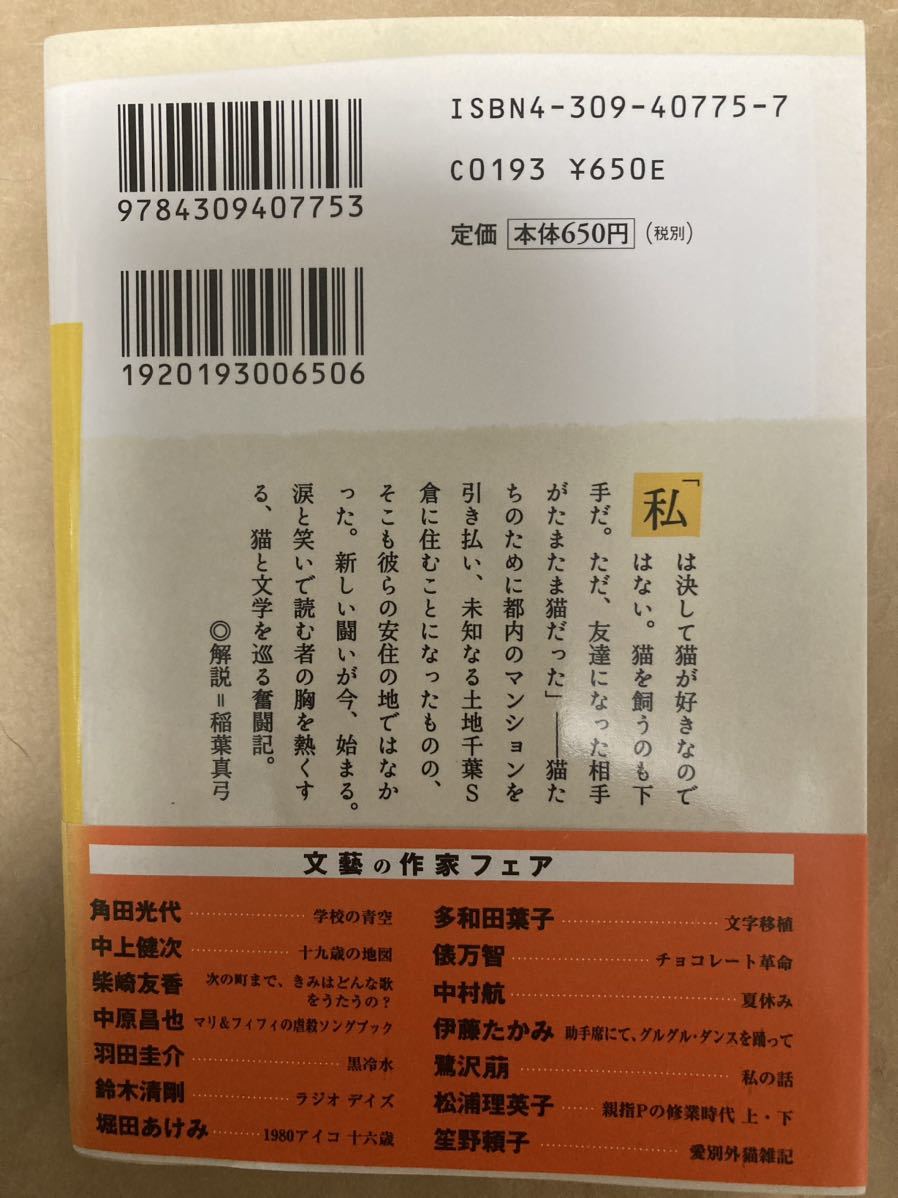 9784309407753
ISBN4-309-40775-7
C0193 ¥650E
定価 本体650円 (税別)
1920193006506
「私は決して猫が好きなので
はない。猫を飼うのも下
手だ。ただ、友達になった相手
がたまたま猫だった」――猫た
ちのために都内のマンションを
引き払い、未知なる土地千葉S
倉に住むことになったものの、
そこも彼らの安住の地ではなか
った。新しい闘いが今、始まる。
涙と笑いで読む者の胸を熱くす
る、猫と文学を巡る奮闘記。
◎解説=稲葉真弓
文藝の作家フェア
角田光代 ………… 学校の青空
中上健次 ………… 十九歳の地図
柴崎友香 次の町まで、きみはどんな歌
をうたうの?
中原昌也 マリ&フィフィの虐殺ソングブック
羽田圭介 ………… 黒冷水
鈴木清剛 ………… ラジオ デイズ
堀田あけみ ……… 1980アイコ 十六歳
多和田葉子 ………… 文字移植
俵万智 ………… チョコレート革命
中村航 ………… 夏休み
伊藤たかみ 助手席にて、グルグル・ダンスを踊って
鷺沢萠 ………… 私の話
松浦理英子 …… 親指Pの修業時代 上・下
笙野頼子 ………… 愛別外猫雑記